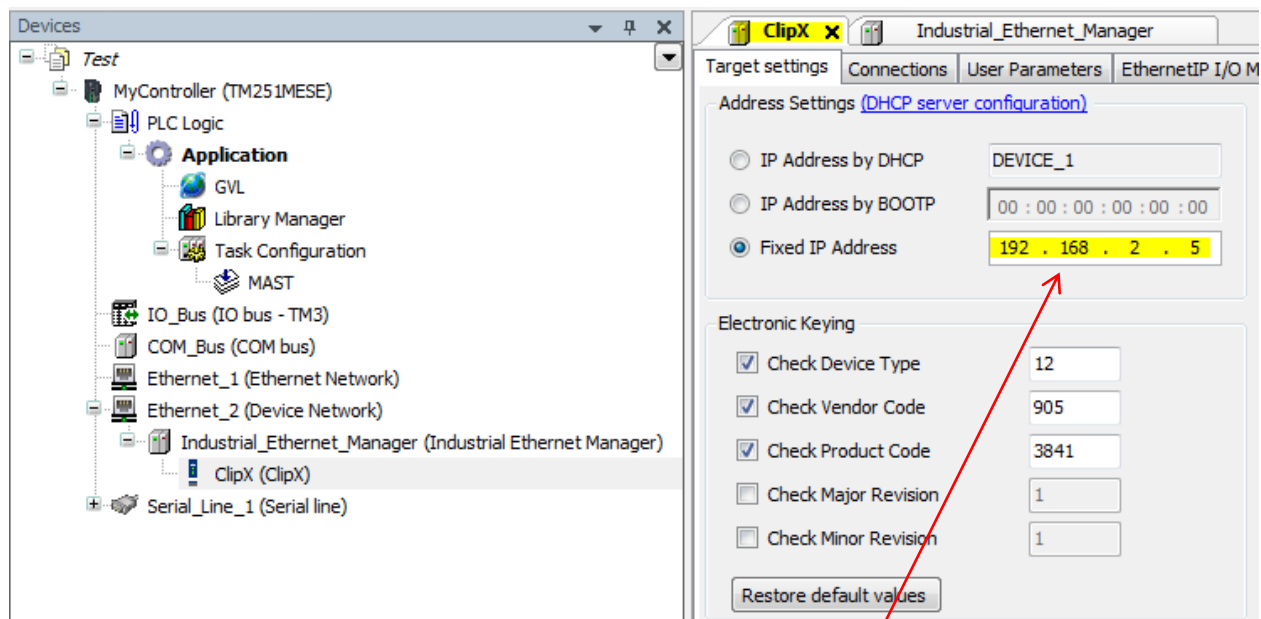 Devices
Test
MyController (TM251MESE)
PLC Logic
Application
GVL
Library Manager
Task Configuration
MAST
IO_Bus (IO bus - TM3)
COM_Bus (COM bus)
Ethernet_1 (Ethernet Network)
Ethernet_2 (Device Network)
Industrial_Ethernet_Manager (Industrial Ethernet Manager)
ClipX (ClipX)
Serial_Line_1 (Serial line)
ClipX Industrial_Ethernet_Manager
Target settings Connections User Parameters EthernetIP I/O M
Address Settings (DHCP server configuration)
IP Address by DHCP DEVICE_1
IP Address by BOOTP 00 : 00 : 00 : 00 : 00 : 00
Fixed IP Address 192 . 168 . 2 . 5
Electronic Keying
Check Device Type 12
Check Vendor Code 905
Check Product Code 3841
Check Major Revision 1
Check Minor Revision 1
Restore default values